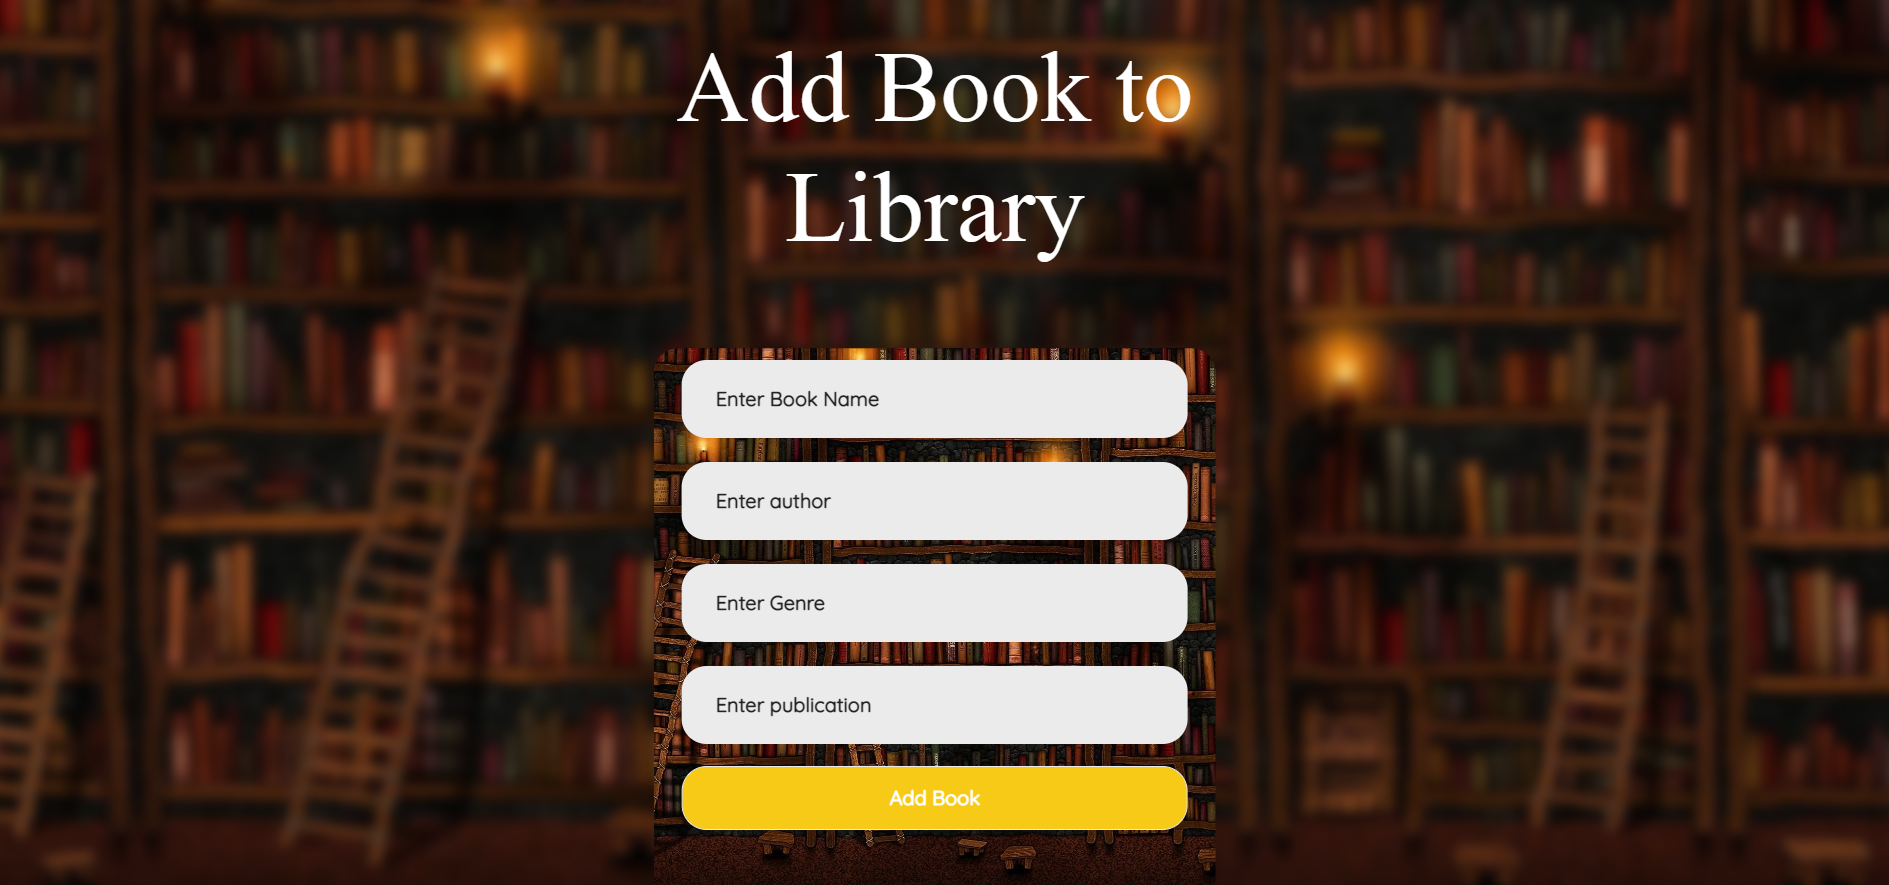 Add Book to
Library
Enter Book Name
Enter author
Enter Genre
Enter publication
Add Book